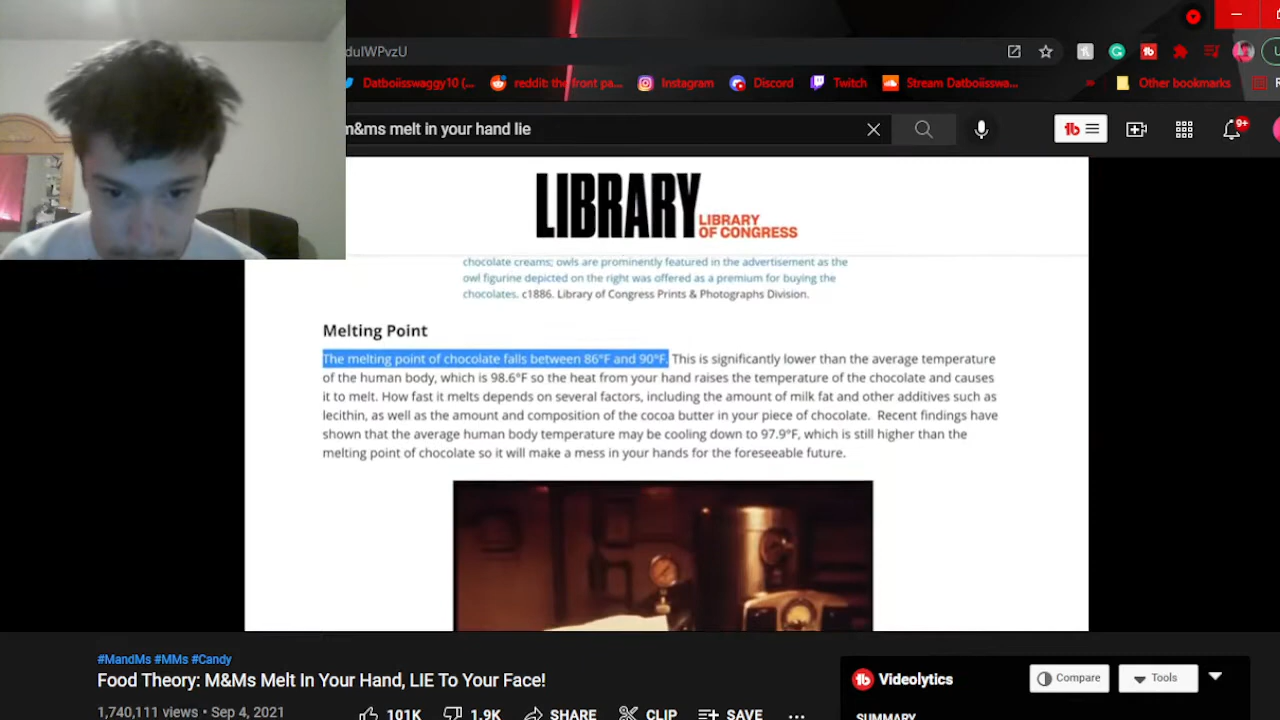 dulWPvzU
Datboiisswaggy10 (...
reddit: the front pa...
Instagram
Discord
Twitch
Stream Datboiisswa...
»
Other bookmarks
m&ms melt in your hand lie
9+
LIBRARY
LIBRARY
OF CONGRESS
chocolate creams; owls are prominently featured in the advertisement as the
owl figurine depicted on the right was offered as a premium for buying the
chocolates. c1886. Library of Congress Prints & Photographs Division.
Melting Point
The melting point of chocolate falls between 86°F and 90°F. This is significantly lower than the average temperature
of the human body, which is 98.6°F so the heat from your hand raises the temperature of the chocolate and causes
it to melt. How fast it melts depends on several factors, including the amount of milk fat and other additives such as
lecithin, as well as the amount and composition of the cocoa butter in your piece of chocolate. Recent findings have
shown that the average human body temperature may be cooling down to 97.9°F, which is still higher than the
melting point of chocolate so it will make a mess in your hands for the foreseeable future.
#MandMs #MMs #Candy
Food Theory: M&Ms Melt In Your Hand, LIE To Your Face!
1,740,111 views • Sep 4, 2021
101K
1.9K
SHARE
CLIP
SAVE
Videolytics
Compare
Tools
SUMMARY